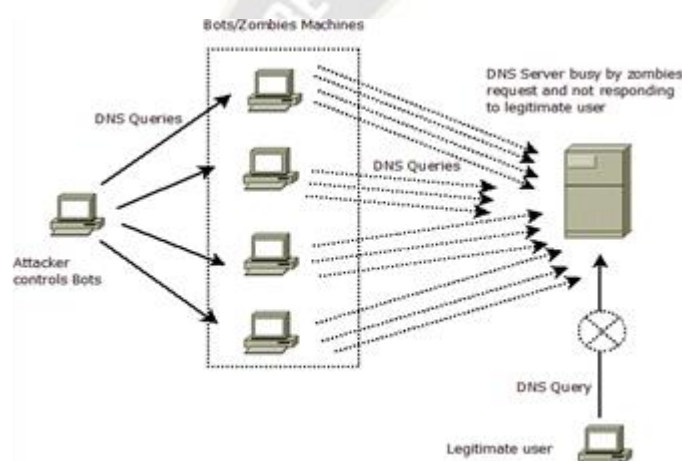 Bots/Zombies Machines
DNS Server busy by zombies
request and not responding
to legitimate user
DNS Queries
DNS Queries
Attacker
controls Bots
DNS Query
Legitimate user